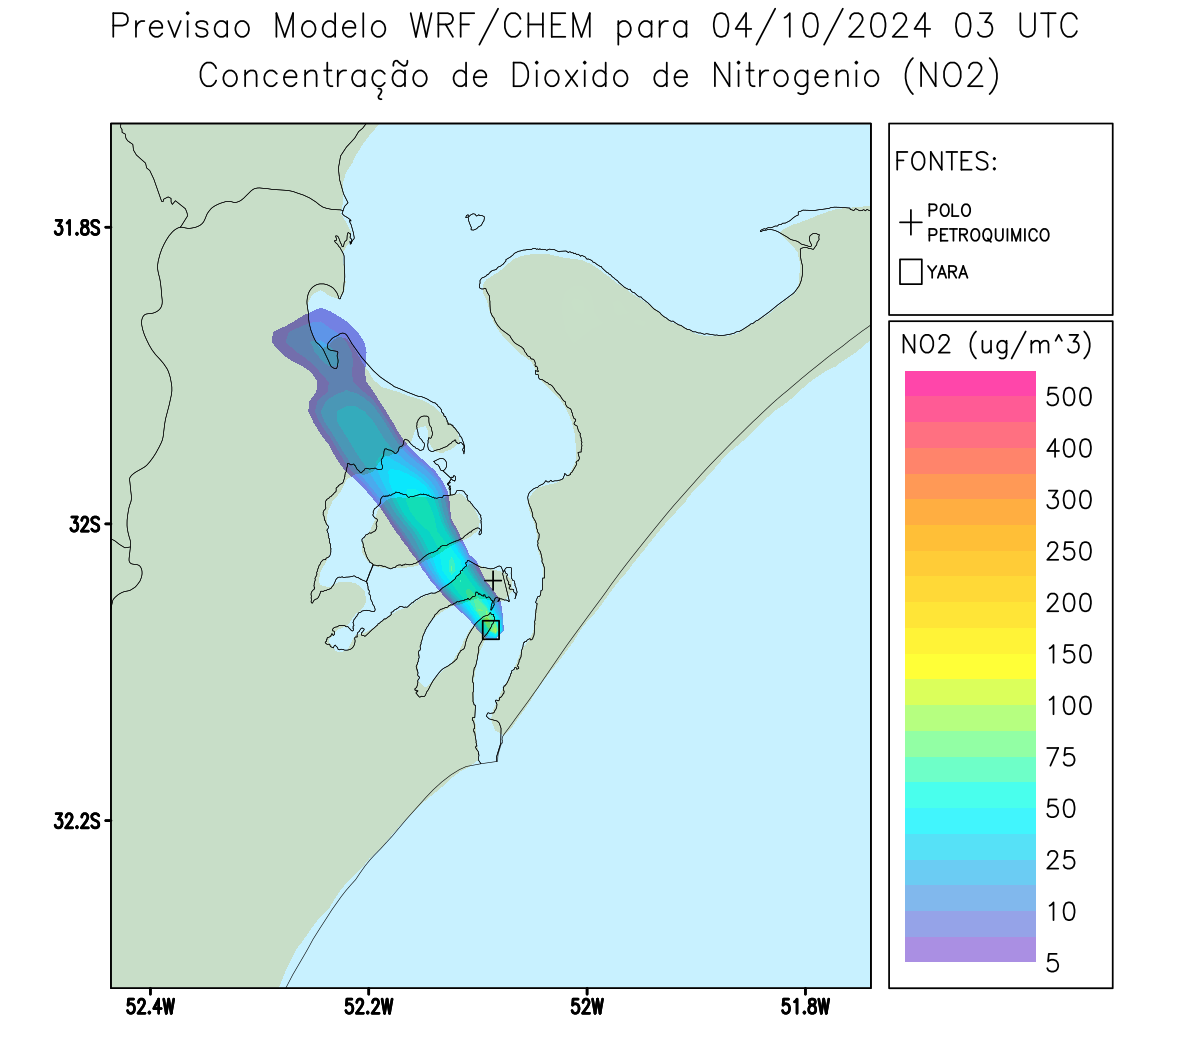 Previsao Modelo WRF/CHEM para 04/10/2024 03 UTC
Concentração de Dioxido de Nitrogenio (NO2)
FONTES:
POLO
PETROQUIMICO
YARA
31.8S
32S
32.2S
52.4W
52.2W
52W
51.8W
NO2 (ug/m^3)
500
400
300
250
200
150
100
75
50
25
10
5